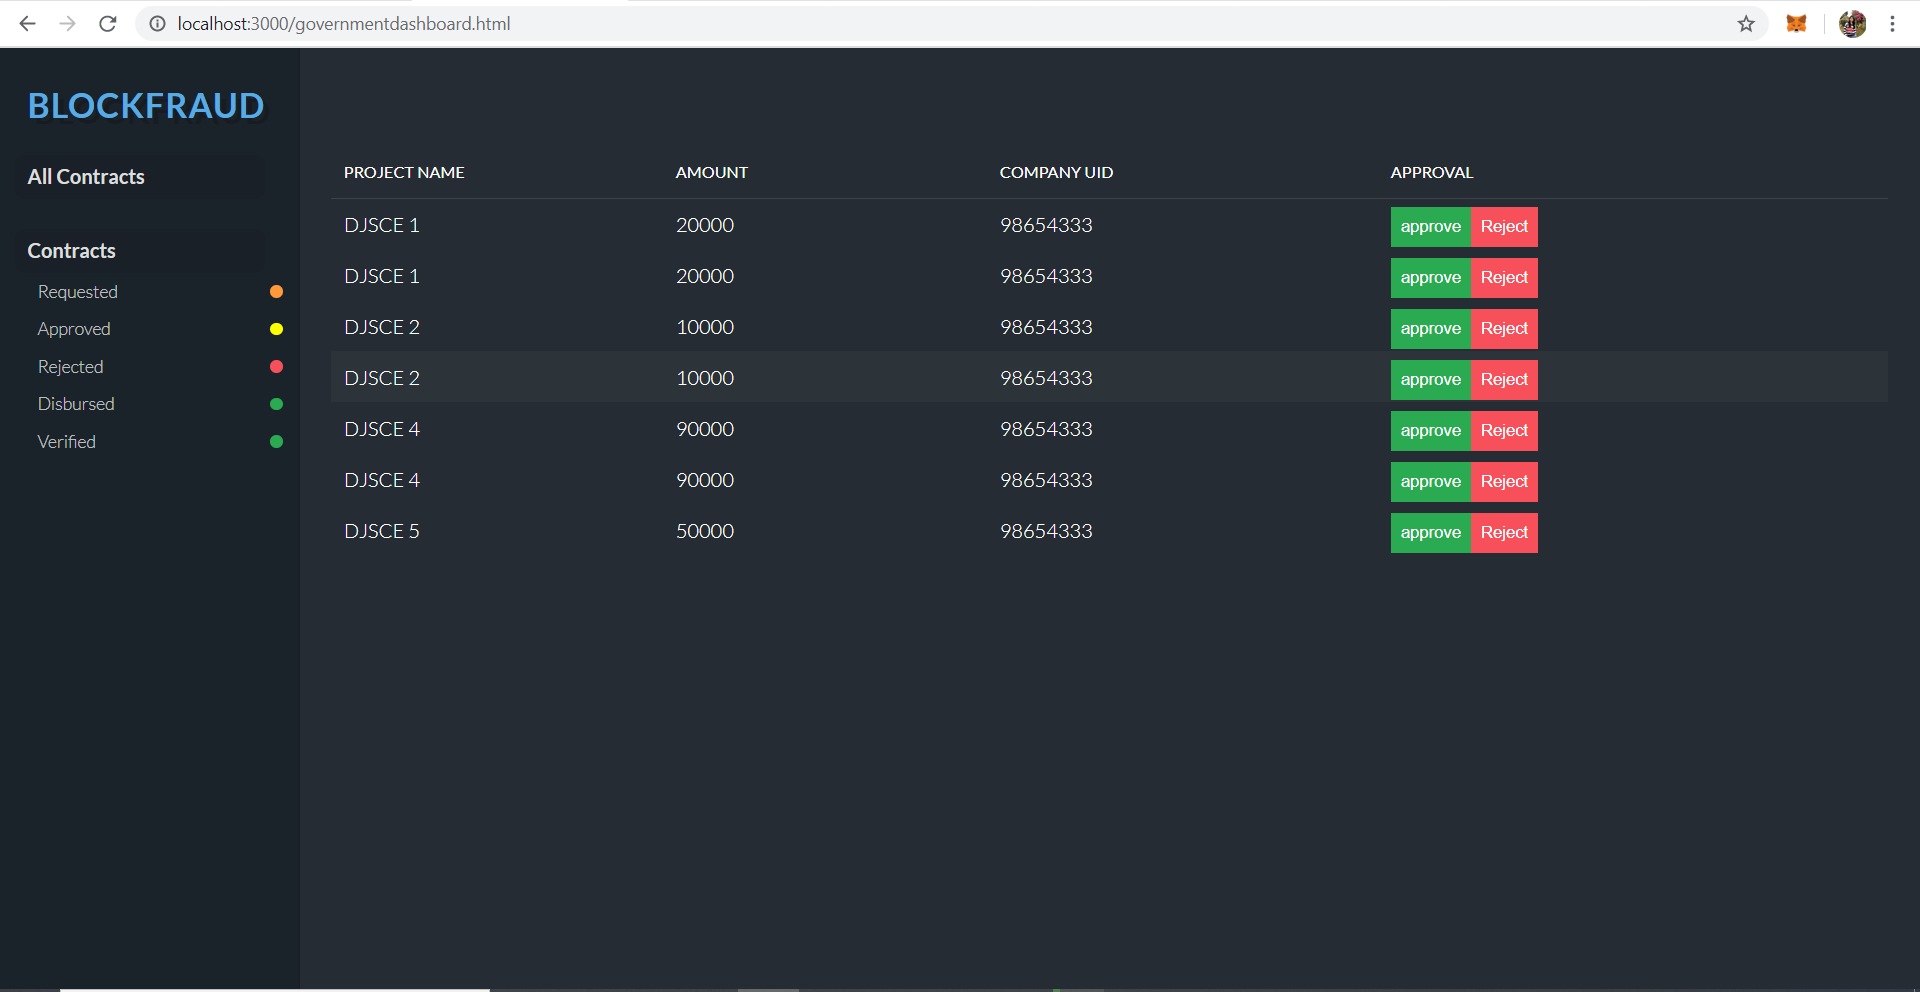 localhost:3000/governmentdashboard.html
BLOCKFRAUD
All Contracts
Contracts
Requested
Approved
Rejected
Disbursed
Verified
PROJECT NAME AMOUNT COMPANY UID APPROVAL
DJSCE 1 20000 98654333 approve Reject
DJSCE 1 20000 98654333 approve Reject
DJSCE 2 10000 98654333 approve Reject
DJSCE 2 10000 98654333 approve Reject
DJSCE 4 90000 98654333 approve Reject
DJSCE 4 90000 98654333 approve Reject
DJSCE 5 50000 98654333 approve Reject